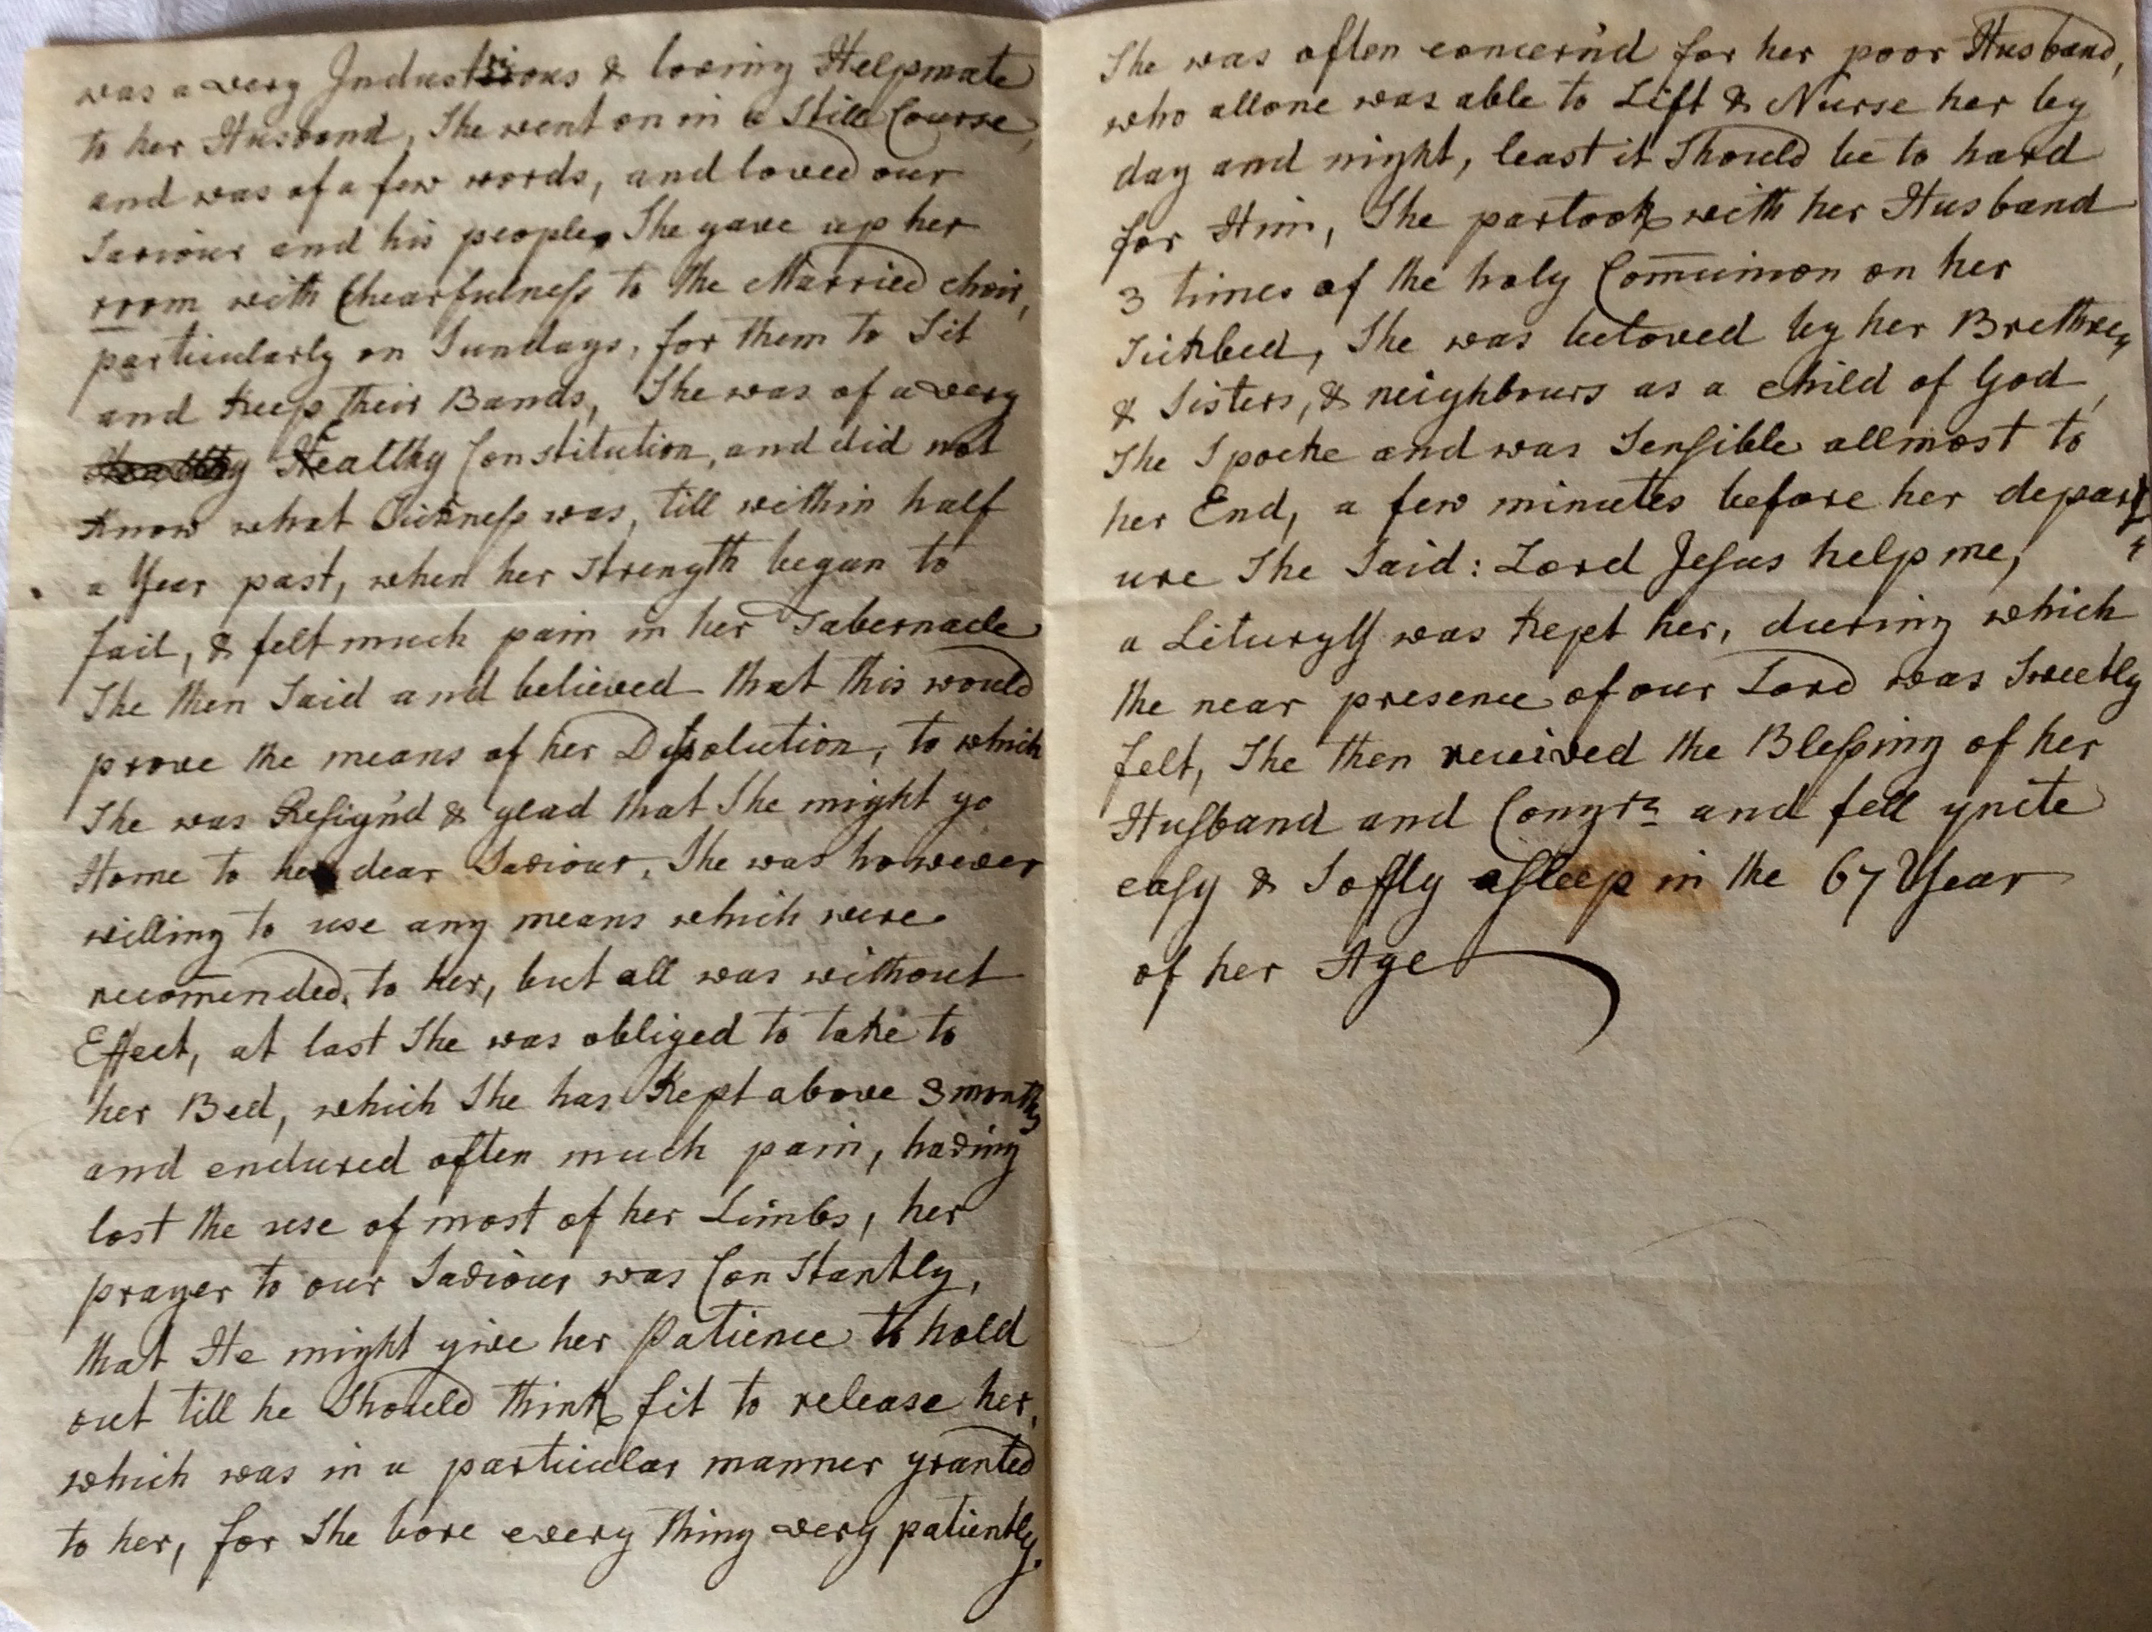 was a very Industrious & loving Helpmate
to her Husband, She went on in a Still Course,
and was of a few words, and loved our
Saviour and his people, She gave up her
room with Chearfulness to the Married choir,
particularly on Sundays, for them to Sit
and keep their Bands, She was of a very
Healthy Constitution, and did not
know what Sickness was, till within half
a Year past, when her Strength began to
fail, & felt much pain in her Tabernacle
She then Said and believed that this would
prove the means of her Dissolution, to which
She was Resign'd & glad that She might go
Home to her dear Saviour, She was however
willing to use any means which were
recom̄ended to her, but all was without
Effect, at last She was obliged to take to
her Bed, which She has kept above 3 months
and endured often much pain, having
lost the use of most of her Limbs, her
prayer to our Saviour was Constantly,
that He might give her Patience to hold
out till he Should think fit to release her,
which was in a particular manner granted
to her, for She bore every thing very patiently.
She was often concern'd for her poor Husband,
who allone was able to Lift & Nurse her by
day and night, least it Should be to hard
for Him, She partook with her Husband
3 times of the holy Com̄union on her
Sickbed, She was beloved by her Brethren
& Sisters, & neighbours as a child of God,
She Spoke and was Sensible allmost to
her End, a few minutes before her depart
ure She Said: Lord Jesus help me,
a Liturgy was kept her, during which
the near presence of our Lord was Sweetly
felt, She then received the Blessing of her
Husband and Congrn and fell quite
easy & Softly asleep in the 67 Year
of her Age